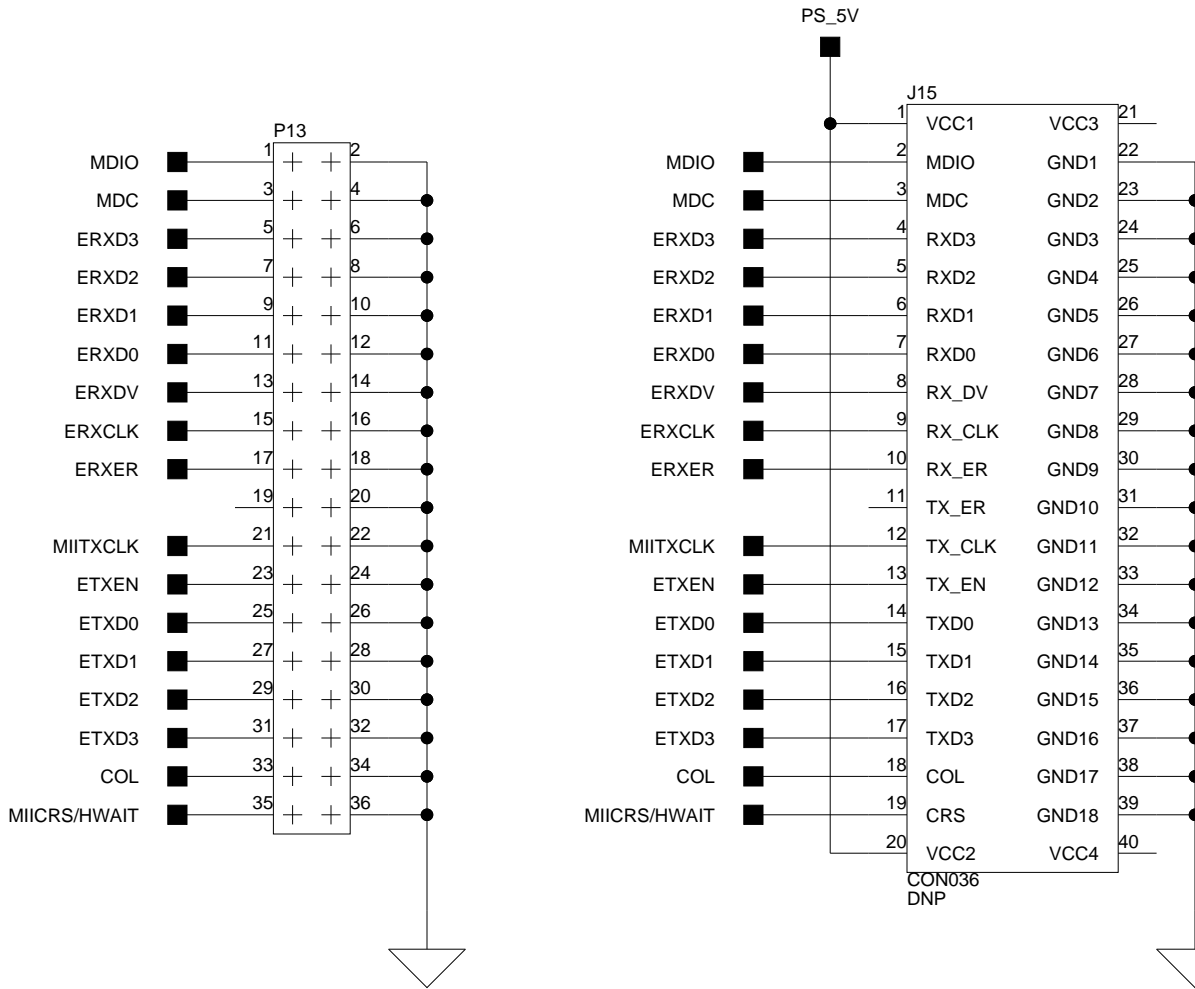 PS_5V
P13
MDIO 1 2
MDC 3 4
ERXD3 5 6
ERXD2 7 8
ERXD1 9 10
ERXD0 11 12
ERXDV 13 14
ERXCLK 15 16
ERXER 17 18
19 20
MIITXCLK 21 22
ETXEN 23 24
ETXD0 25 26
ETXD1 27 28
ETXD2 29 30
ETXD3 31 32
COL 33 34
MIICRS/HWAIT 35 36
J15
1 VCC1 VCC3 21
MDIO 2 MDIO GND1 22
MDC 3 MDC GND2 23
ERXD3 4 RXD3 GND3 24
ERXD2 5 RXD2 GND4 25
ERXD1 6 RXD1 GND5 26
ERXD0 7 RXD0 GND6 27
ERXDV 8 RX_DV GND7 28
ERXCLK 9 RX_CLK GND8 29
ERXER 10 RX_ER GND9 30
11 TX_ER GND10 31
MIITXCLK 12 TX_CLK GND11 32
ETXEN 13 TX_EN GND12 33
ETXD0 14 TXD0 GND13 34
ETXD1 15 TXD1 GND14 35
ETXD2 16 TXD2 GND15 36
ETXD3 17 TXD3 GND16 37
COL 18 COL GND17 38
MIICRS/HWAIT 19 CRS GND18 39
20 VCC2 VCC4 40
CON036
DNP